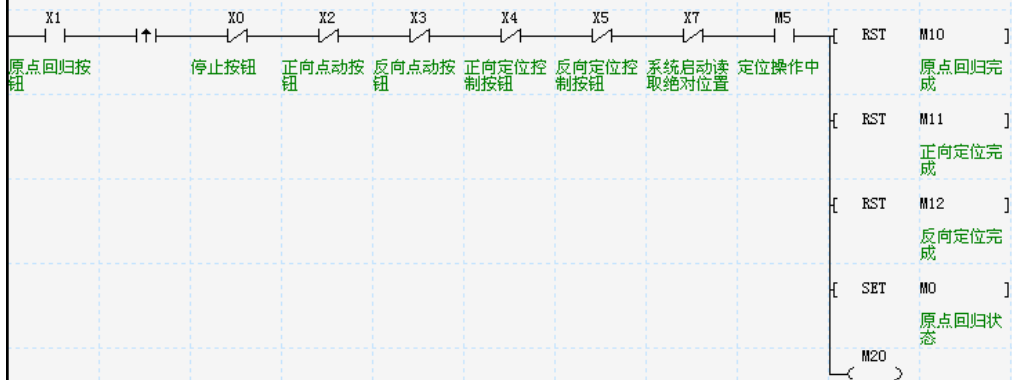 X1 X0 X2 X3 X4 X5 X7 M5 RST M10
原点回归按 停止按钮 正向点动按 反向点动按 正向定位控 反向定位控 系统启动读 定位操作中 原点回归完
钮 钮 钮 制按钮 制按钮 取绝对位置 成
RST M11
正向定位完
成
RST M12
反向定位完
成
SET M0
原点回归状
态
M20